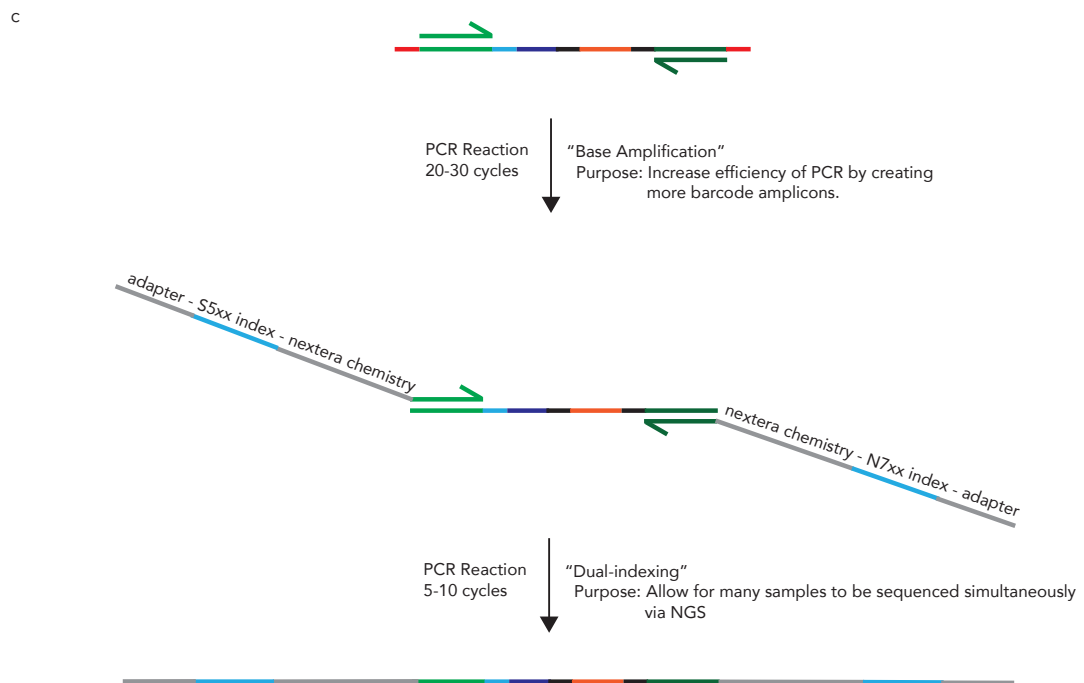 c
PCR Reaction
20-30 cycles
“Base Amplification”
Purpose: Increase efficiency of PCR by creating
more barcode amplicons.
adapter - S5xx index - nextera chemistry
nextera chemistry - N7xx index - adapter
PCR Reaction
5-10 cycles
“Dual-indexing”
Purpose: Allow for many samples to be sequenced simultaneously
via NGS